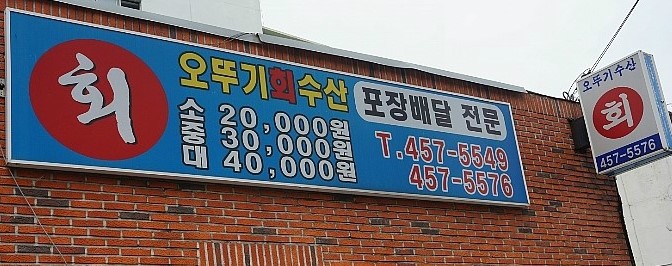 회
오뚜기회수산
소 20,000원
중 30,000원
대 40,000원
포장배달 전문
T.457-5549
457-5576
오뚜기수산
회
457-5576